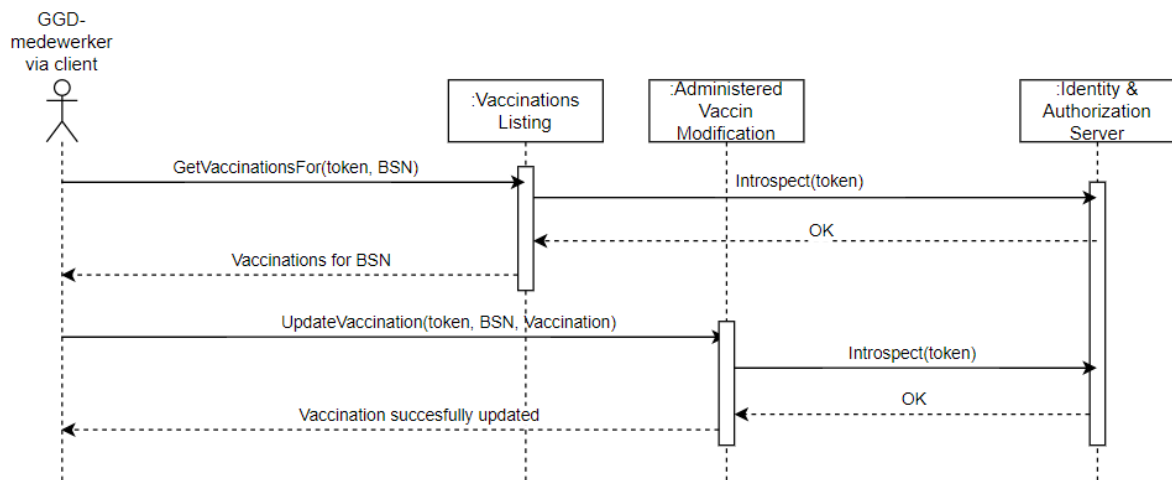 GGD-
medewerker
via client
:Vaccinations
Listing
:Administered
Vaccin
Modification
:Identity &
Authorization
Server
GetVaccinationsFor(token, BSN)
Introspect(token)
OK
Vaccinations for BSN
UpdateVaccination(token, BSN, Vaccination)
Introspect(token)
OK
Vaccination succesfully updated